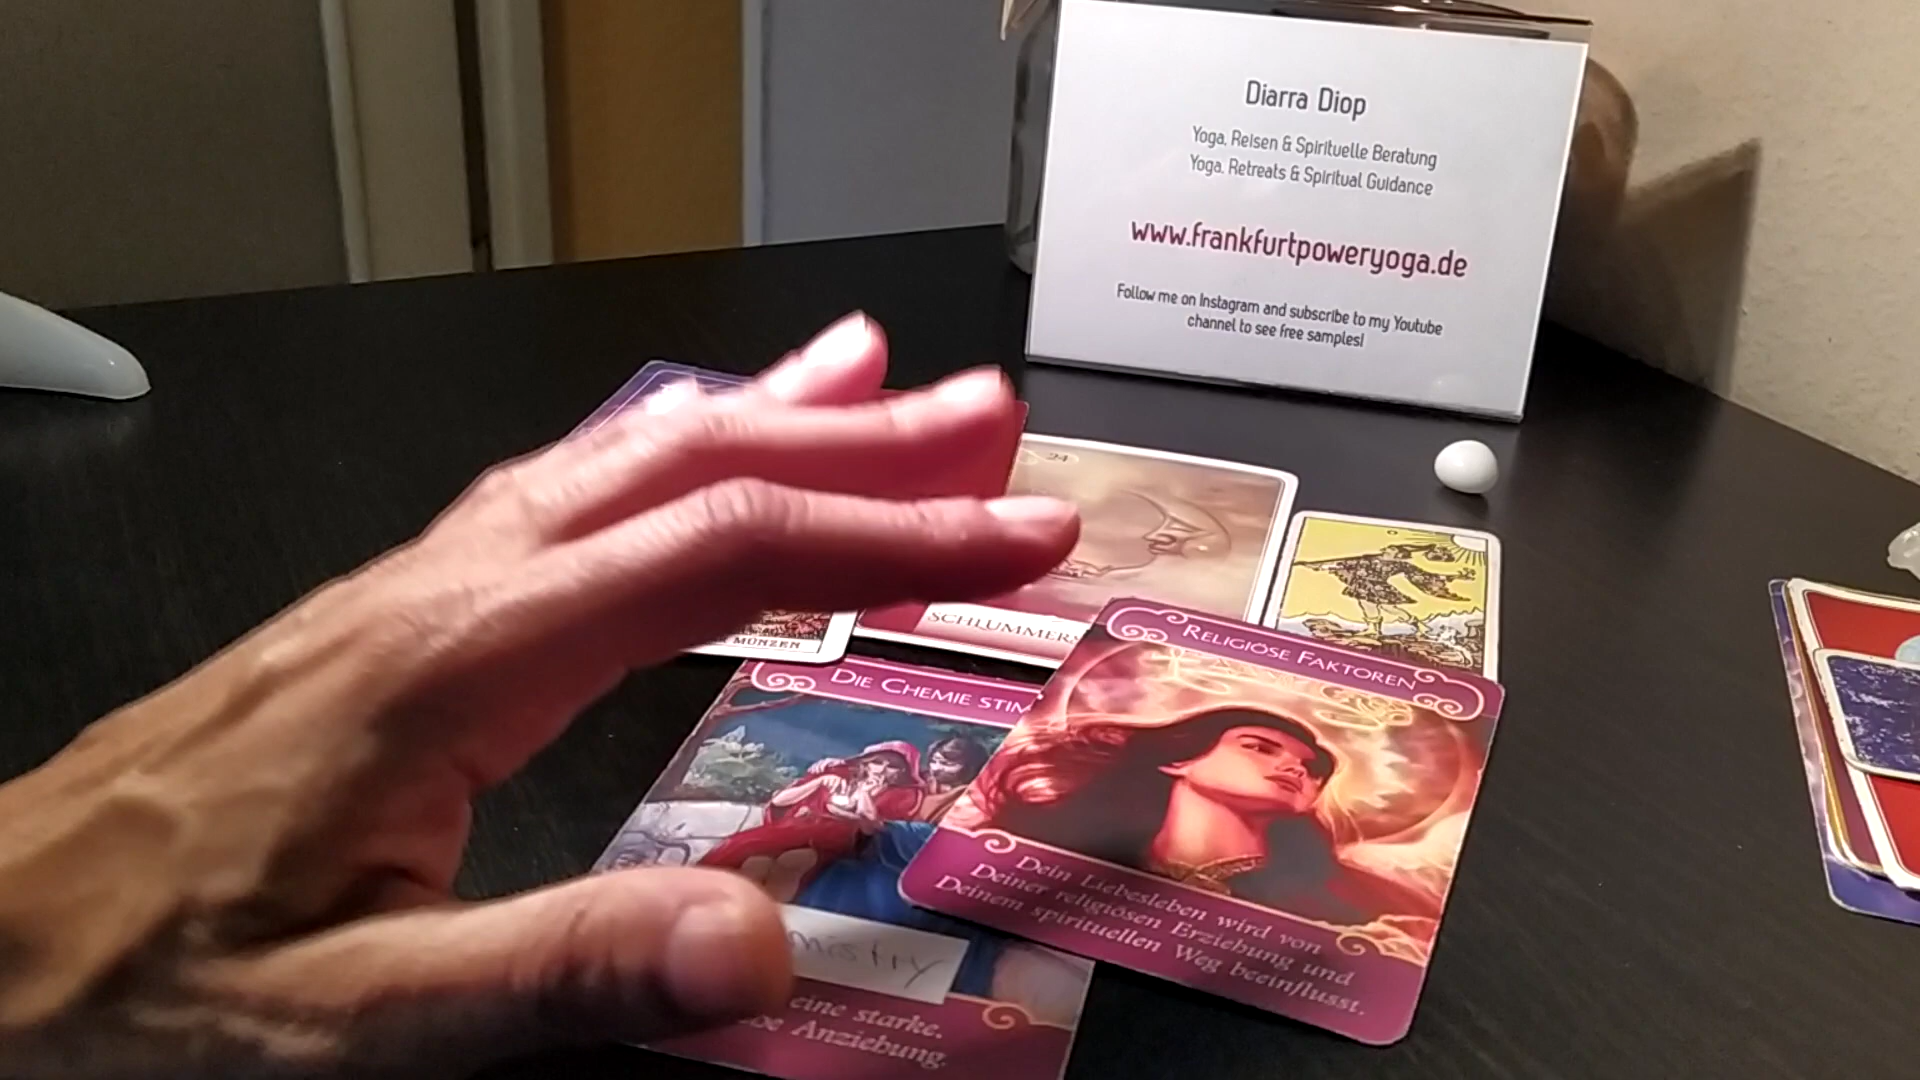 Diarra Diop
Yoga, Reisen & Spirituelle Beratung
Yoga, Retreats & Spiritual Guidance
www.frankfurtpoweryoga.de
Follow me on Instagram and subscribe to my Youtube
channel to see free samples!
24
MÜNZEN
0
RELIGIÖSE FAKTOREN
DIE CHEMIE
Dein Liebesleben wird von
Deiner religiösen Erziehung und
Deinem spirituellen Weg beeinflusst.
eine starke,
Anziehung.